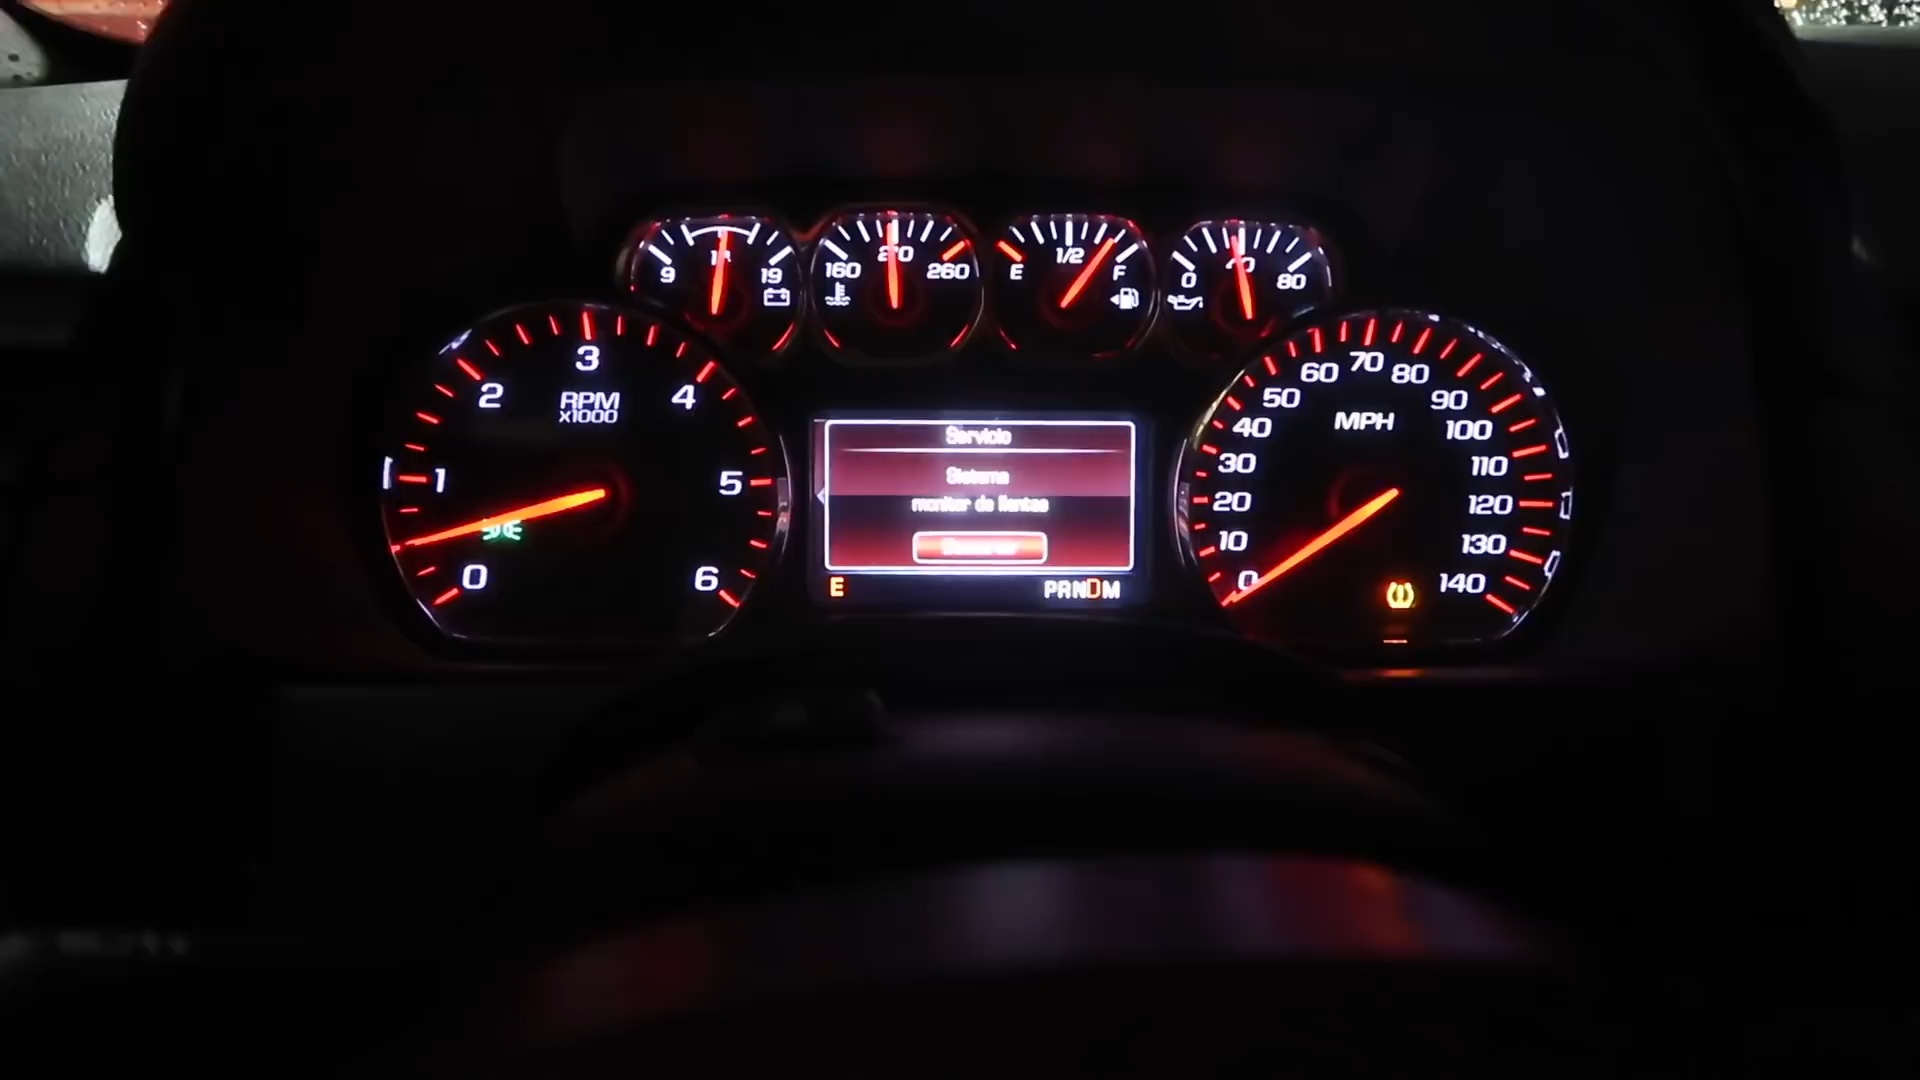 9 19
160 210 260
E 1/2 F
0 40 80
0 1 2 3 4 5 6
RPM
x1000
Servicio
Sistema
monitor de llantas
E
PRNDM
0 10 20 30 40 50 60 70 80 90 100 110 120 130 140
MPH